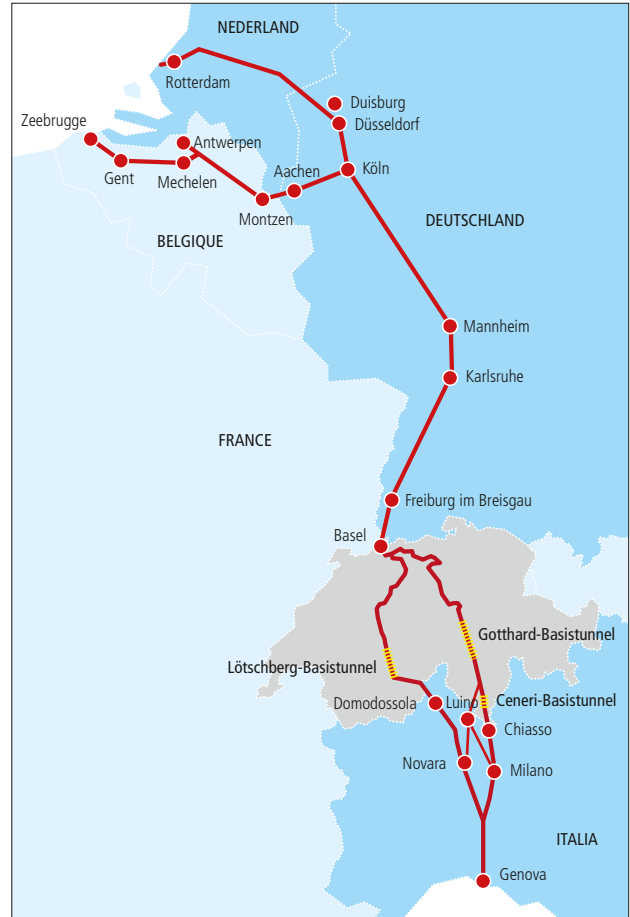 NEDERLAND
Rotterdam
Duisburg
Zeebrugge
Düsseldorf
Antwerpen
Aachen
Köln
Gent
Mechelen
Montzen
DEUTSCHLAND
BELGIQUE
Mannheim
Karlsruhe
FRANCE
Freiburg im Breisgau
Basel
Gotthard-Basistunnel
Lötschberg-Basistunnel
Domodossola
Luino
Ceneri-Basistunnel
Chiasso
Novara
Milano
ITALIA
Genova